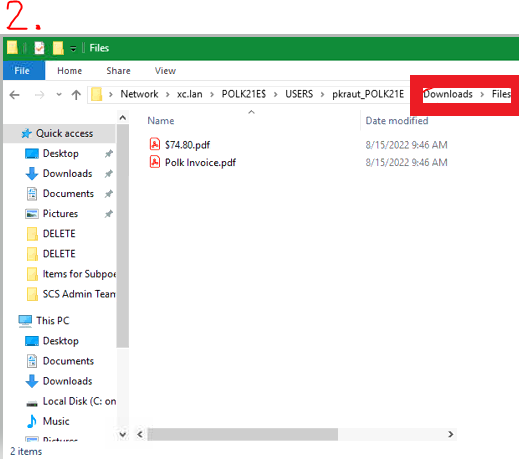 2.
Files
File Home Share View
Network > xc.lan > POLK21E$ > USERS > pkraut_POLK21E Downloads > Files
Name Date modified
Quick access
$74.80.pdf 8/15/2022 9:46 AM
Desktop
Polk Invoice.pdf 8/15/2022 9:46 AM
Downloads
Documents
Pictures
DELETE
DELETE
Items for Subpoe
SCS Admin Team
This PC
Desktop
Documents
Downloads
Local Disk (C: on
Music
Pictures
2 items